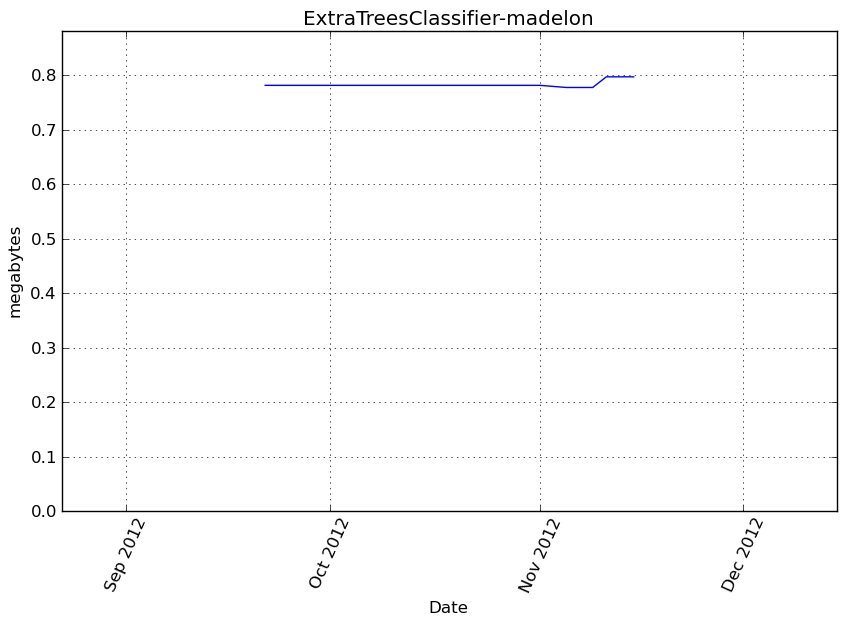 ExtraTreesClassifier-madelon
megabytes
0.8
0.7
0.6
0.5
0.4
0.3
0.2
0.1
0.0
Sep 2012
Oct 2012
Nov 2012
Dec 2012
Date